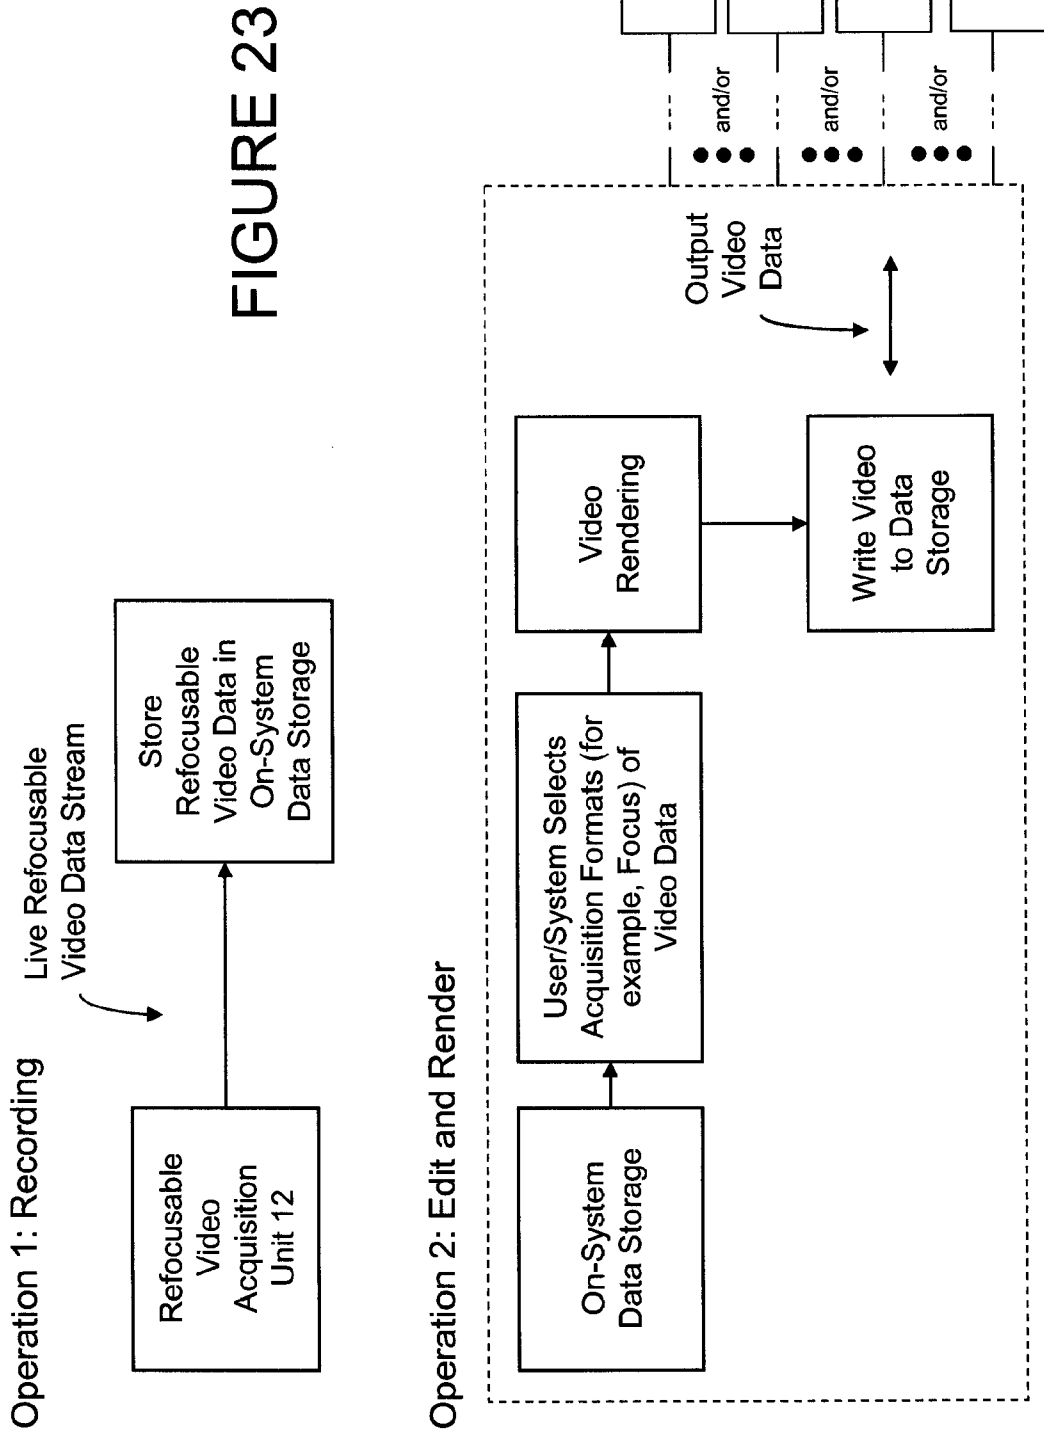 FIGURE 23
Operation 1: Recording
Refocusable
Video
Acquisition
Unit 12
Live Refocusable
Video Data Stream
Store
Refocusable
Video Data in
On-System
Data Storage
Operation 2: Edit and Render
On-System
Data Storage
User/System Selects
Acquisition Formats (for
example, Focus) of
Video Data
Video
Rendering
Write Video
to Data
Storage
Output
Video
Data
and/or
and/or
and/or